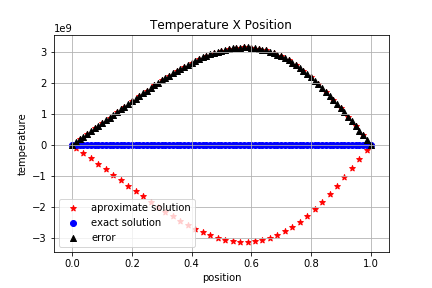 Temperature X Position
1e9
3
2
1
0
−1
−2
−3
temperature
aproximate solution
exact solution
error
0.0 0.2 0.4 0.6 0.8 1.0
position